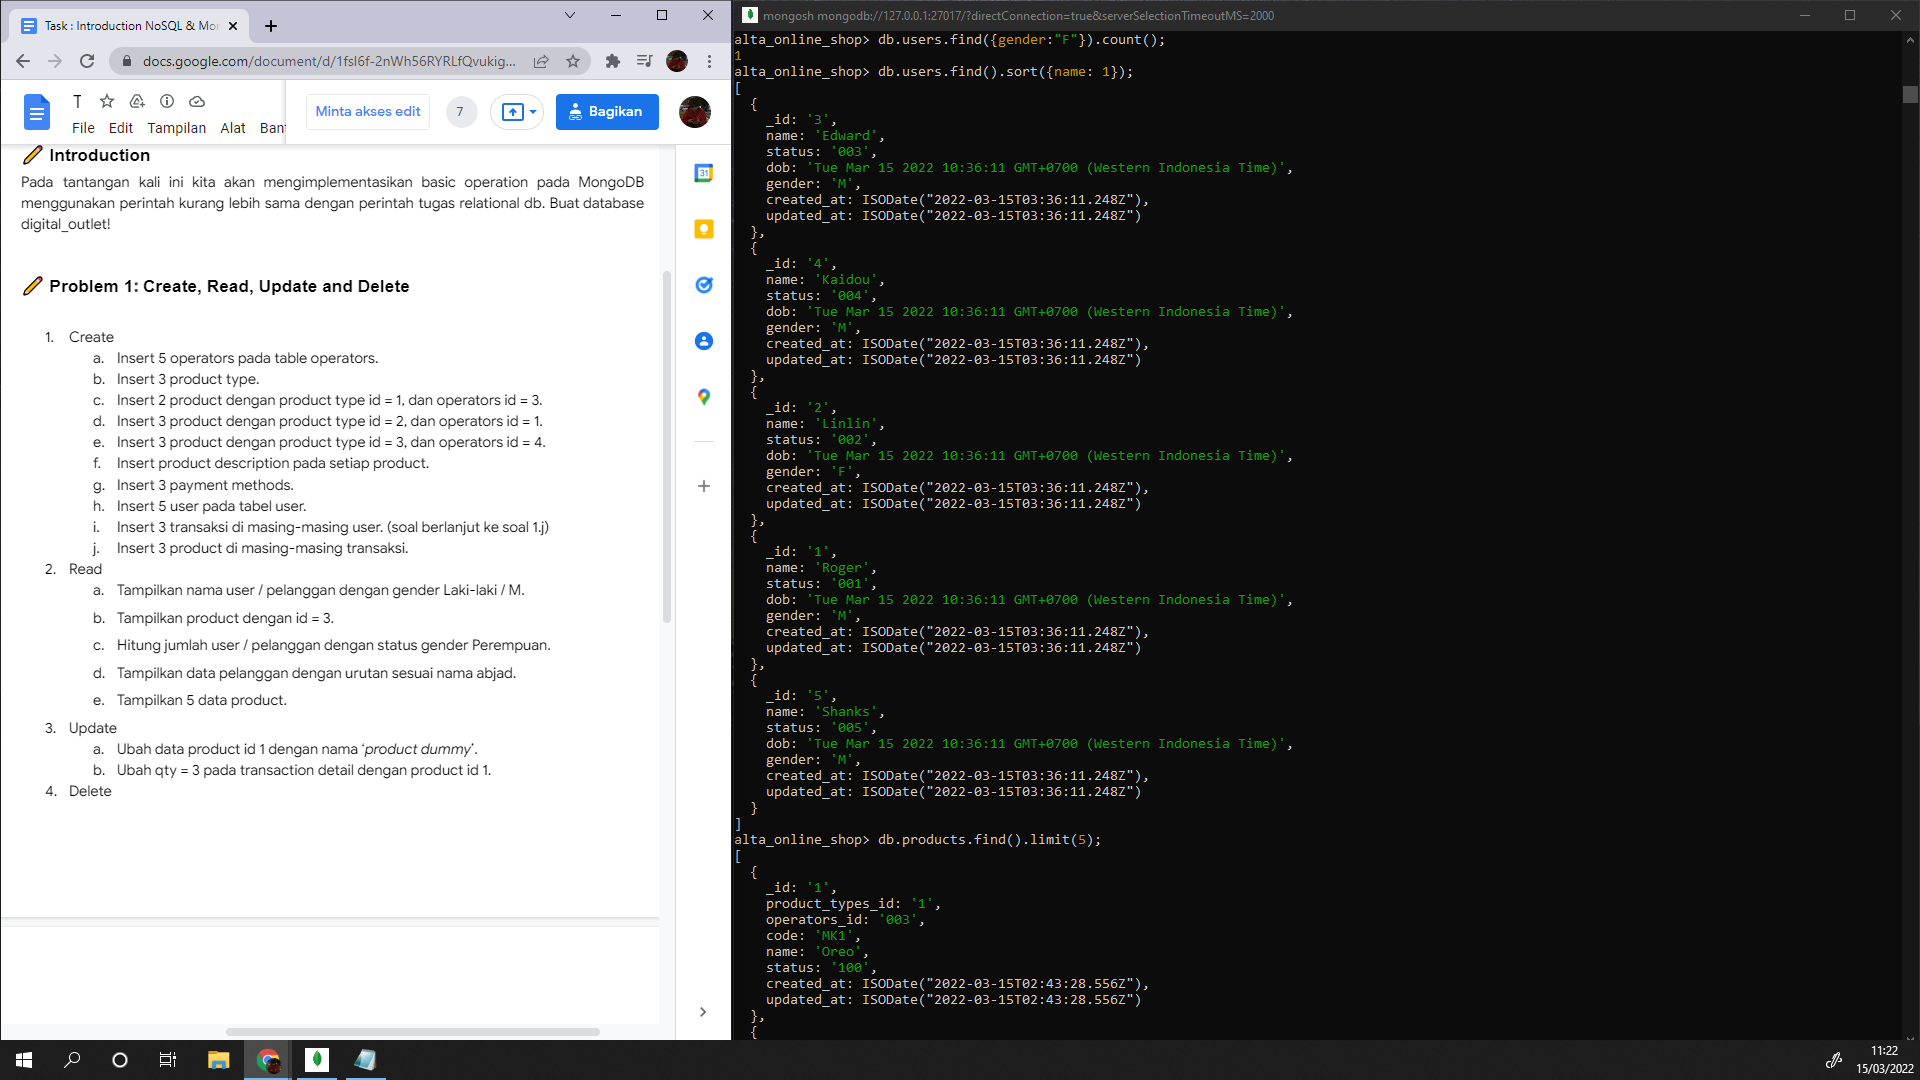 Task : Introduction NoSQL & Mon
docs.google.com/document/d/1fsl6f-2nWh56RYRLfQvukig...
T
Minta akses edit
7
Bagikan
File Edit Tampilan Alat Bant
Introduction
Pada tantangan kali ini kita akan mengimplementasikan basic operation pada MongoDB
menggunakan perintah kurang lebih sama dengan perintah tugas relational db. Buat database
digital_outlet!
Problem 1: Create, Read, Update and Delete
1. Create
a. Insert 5 operators pada table operators.
b. Insert 3 product type.
c. Insert 2 product dengan product type id = 1, dan operators id = 3.
d. Insert 3 product dengan product type id = 2, dan operators id = 1.
e. Insert 3 product dengan product type id = 3, dan operators id = 4.
f. Insert product description pada setiap product.
g. Insert 3 payment methods.
h. Insert 5 user pada tabel user.
i. Insert 3 transaksi di masing-masing user. (soal berlanjut ke soal 1.j)
j. Insert 3 product di masing-masing transaksi.
2. Read
a. Tampilkan nama user / pelanggan dengan gender Laki-laki / M.
b. Tampilkan product dengan id = 3.
c. Hitung jumlah user / pelanggan dengan status gender Perempuan.
d. Tampilkan data pelanggan dengan urutan sesuai nama abjad.
e. Tampilkan 5 data product.
3. Update
a. Ubah data product id 1 dengan nama ‘product dummy’.
b. Ubah qty = 3 pada transaction detail dengan product id 1.
4. Delete
31
mongosh mongodb://127.0.0.1:27017/?directConnection=true&serverSelectionTimeoutMS=2000
alta_online_shop> db.users.find({gender:"F"}).count();
1
alta_online_shop> db.users.find().sort({name: 1});
[
{
_id: '3',
name: 'Edward',
status: '003',
dob: 'Tue Mar 15 2022 10:36:11 GMT+0700 (Western Indonesia Time)',
gender: 'M',
created_at: ISODate("2022-03-15T03:36:11.248Z"),
updated_at: ISODate("2022-03-15T03:36:11.248Z")
},
{
_id: '4',
name: 'Kaidou',
status: '004',
dob: 'Tue Mar 15 2022 10:36:11 GMT+0700 (Western Indonesia Time)',
gender: 'M',
created_at: ISODate("2022-03-15T03:36:11.248Z"),
updated_at: ISODate("2022-03-15T03:36:11.248Z")
},
{
_id: '2',
name: 'Linlin',
status: '002',
dob: 'Tue Mar 15 2022 10:36:11 GMT+0700 (Western Indonesia Time)',
gender: 'F',
created_at: ISODate("2022-03-15T03:36:11.248Z"),
updated_at: ISODate("2022-03-15T03:36:11.248Z")
},
{
_id: '1',
name: 'Roger',
status: '001',
dob: 'Tue Mar 15 2022 10:36:11 GMT+0700 (Western Indonesia Time)',
gender: 'M',
created_at: ISODate("2022-03-15T03:36:11.248Z"),
updated_at: ISODate("2022-03-15T03:36:11.248Z")
},
{
_id: '5',
name: 'Shanks',
status: '005',
dob: 'Tue Mar 15 2022 10:36:11 GMT+0700 (Western Indonesia Time)',
gender: 'M',
created_at: ISODate("2022-03-15T03:36:11.248Z"),
updated_at: ISODate("2022-03-15T03:36:11.248Z")
}
]
alta_online_shop> db.products.find().limit(5);
[
{
_id: '1',
product_types_id: '1',
operators_id: '003',
code: 'MK1',
name: 'Oreo',
status: '100',
created_at: ISODate("2022-03-15T02:43:28.556Z"),
updated_at: ISODate("2022-03-15T02:43:28.556Z")
},
{
11:22
15/03/2022